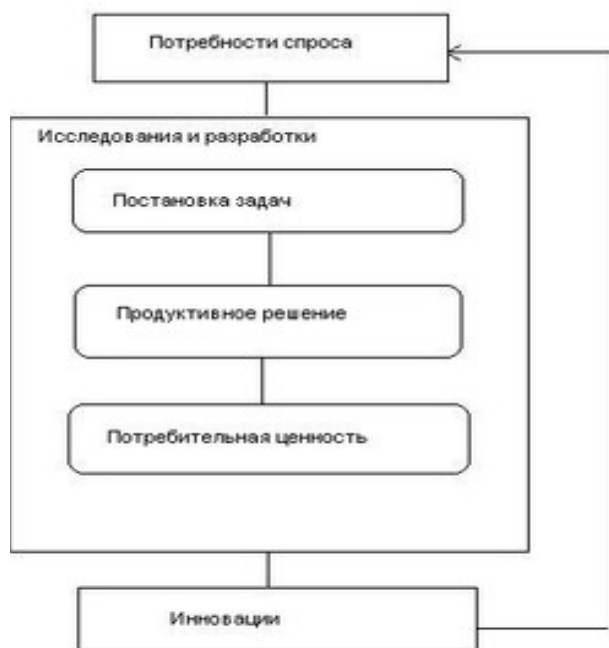 Потребности спроса
Исследования и разработки
Постановка задач
Продуктивное решение
Потребительная ценность
Инновации